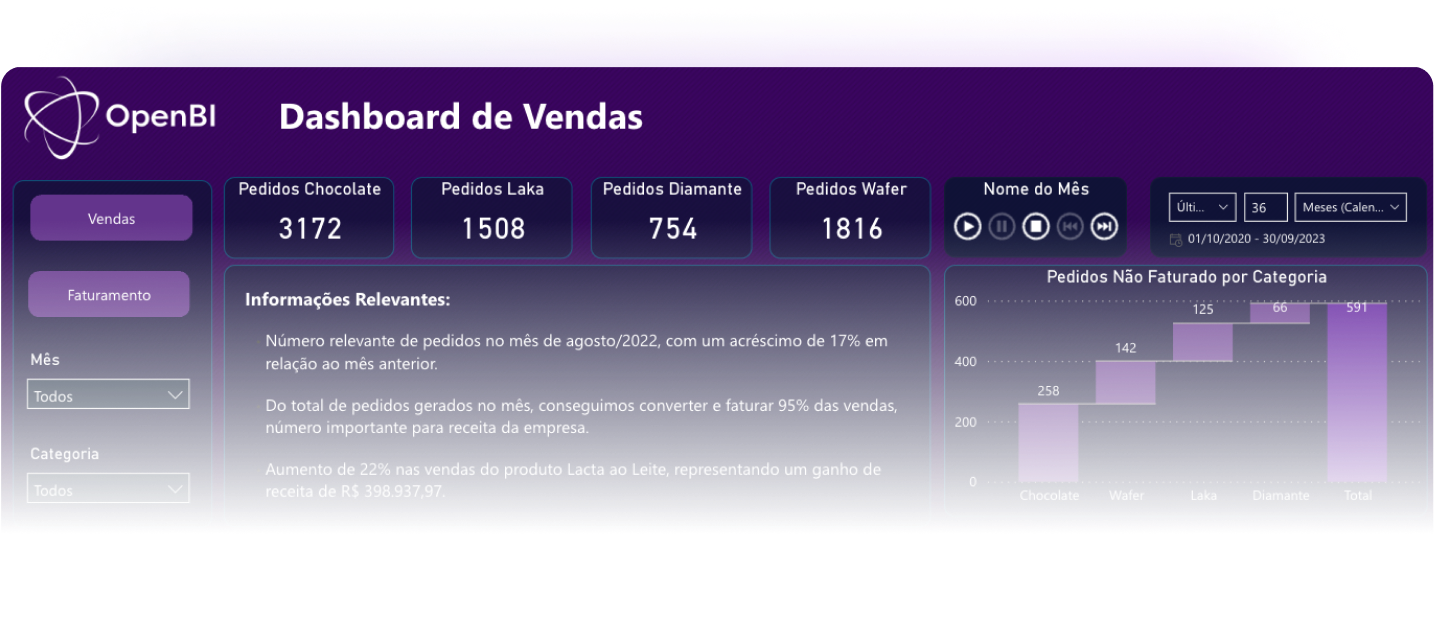 OpenBI
Dashboard de Vendas
Vendas
Faturamento
Mês
Todos
Categoria
Todos
Pedidos Chocolate
3172
Pedidos Laka
1508
Pedidos Diamante
754
Pedidos Wafer
1816
Nome do Mês
Últi...
36
Meses (Calen...
01/10/2020 - 30/09/2023
Informações Relevantes:
Número relevante de pedidos no mês de agosto/2022, com um acréscimo de 17% em
relação ao mês anterior.
Do total de pedidos gerados no mês, conseguimos converter e faturar 95% das vendas,
número importante para receita da empresa.
Aumento de 22% nas vendas do produto Lacta ao Leite, representando um ganho de
receita de R$ 398.937,97.
Pedidos Não Faturado por Categoria
600
400
200
0
258
142
125
66
591
Chocolate
Wafer
Laka
Diamante
Total